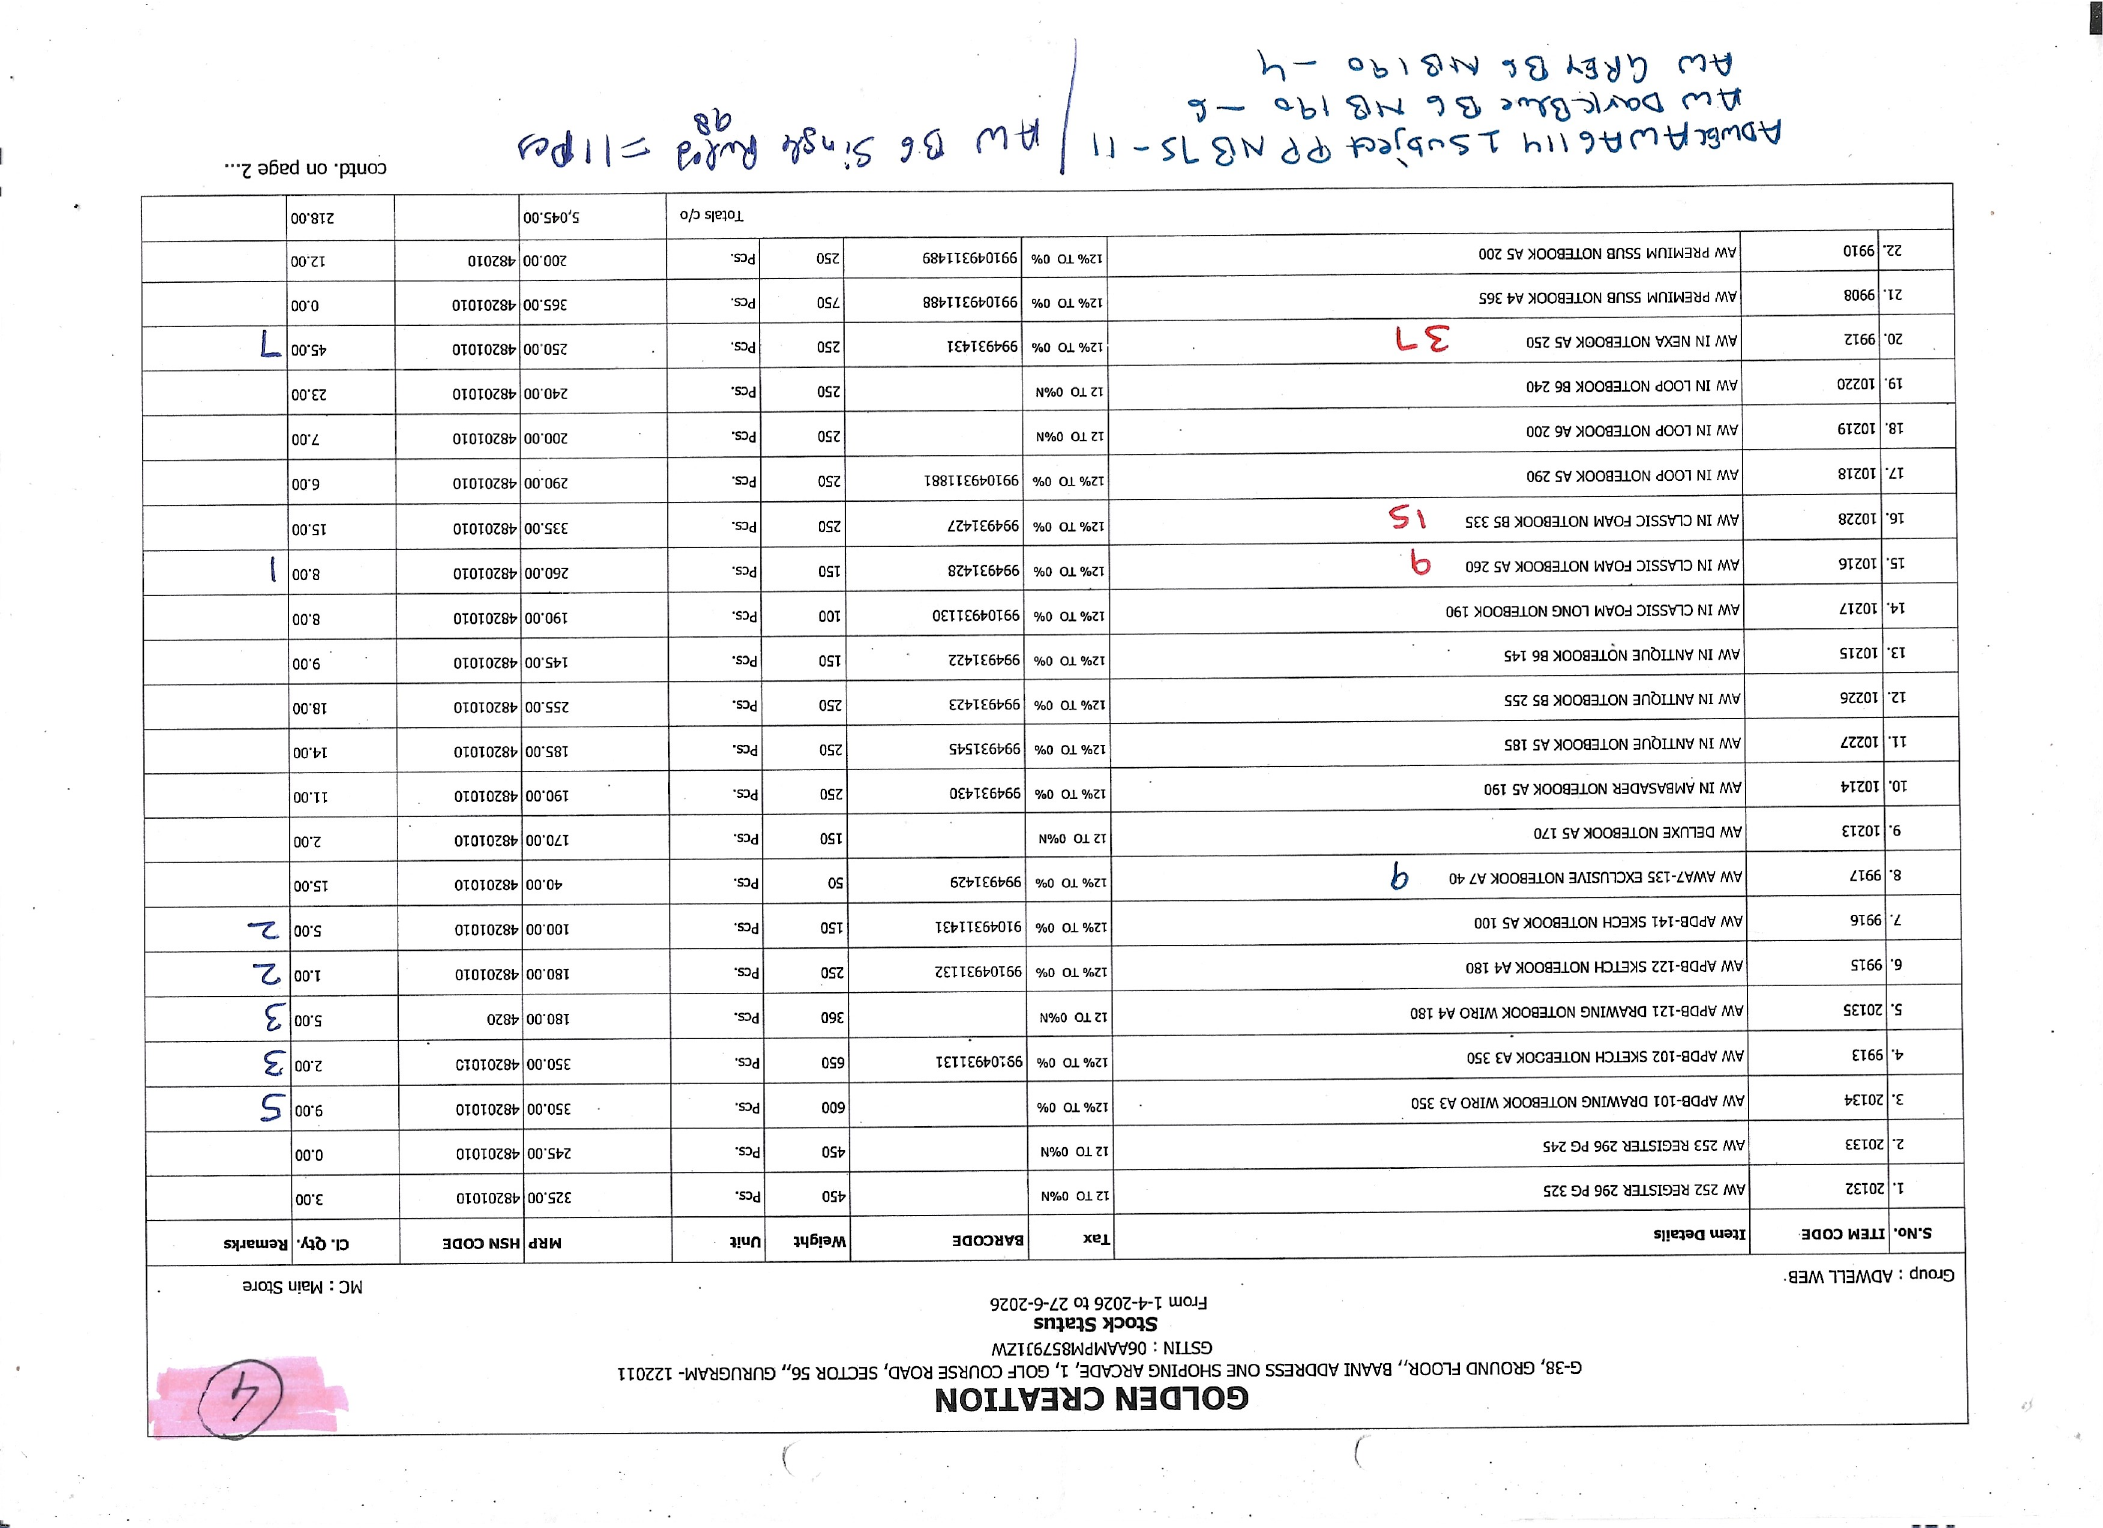 4
GOLDEN CREATION
G-38, GROUND FLOOR,, BAANI ADDRESS ONE SHOPING ARCADE, 1, GOLF COURSE ROAD, SECTOR 56,, GURUGRAM- 122011
GSTIN : 06AAMPM8579J1ZW
Stock Status
From 1-4-2026 to 27-6-2026
Group : ADWELL WEB MC : Main Store
S.No. ITEM CODE Item Details Tax BARCODE Weight Unit MRP HSN CODE Cl. Qty. Remarks
1. 20132 AW 252 REGISTER 296 PG 325 12 TO 0%N 450 Pcs. 325.00 48201010 3.00
2. 20133 AW 253 REGISTER 296 PG 245 12 TO 0%N 450 Pcs. 245.00 48201010 0.00
3. 20134 AW APDB-101 DRAWING NOTEBOOK WIRO A3 350 12% TO 0% 600 Pcs. 350.00 48201010 9.00 5
4. 9913 AW APDB-102 SKETCH NOTEBOOK A3 350 12% TO 0% 9910493​1131 650 Pcs. 350.00 48201010 2.00 3
5. 20135 AW APDB-121 DRAWING NOTEBOOK WIRO A4 180 12 TO 0%N 360 Pcs. 180.00 4820 5.00 3
6. 9915 AW APDB-122 SKETCH NOTEBOOK A4 180 12% TO 0% 99104931132 250 Pcs. 180.00 48201010 1.00 2
7. 9916 AW APDB-141 SKECH NOTEBOOK A5 100 12% TO 0% 91049311431 150 Pcs. 100.00 48201010 5.00 2
8. 9917 AW AWA7-135 EXCLUSIVE NOTEBOOK A7 40 9 12% TO 0% 994931429 50 Pcs. 40.00 48201010 15.00
9. 10213 AW DELUXE NOTEBOOK A5 170 12 TO 0%N 150 Pcs. 170.00 48201010 2.00
10. 10214 AW IN AMBASADER NOTEBOOK A5 190 12% TO 0% 994931430 250 Pcs. 190.00 48201010 11.00
11. 10227 AW IN ANTIQUE NOTEBOOK A5 185 12% TO 0% 994931545 250 Pcs. 185.00 48201010 14.00
12. 10226 AW IN ANTIQUE NOTEBOOK B5 255 12% TO 0% 994931423 250 Pcs. 255.00 48201010 18.00
13. 10215 AW IN ANTIQUE NOTEBOOK B6 145 12% TO 0% 994931422 150 Pcs. 145.00 48201010 9.00
14. 10217 AW IN CLASSIC FOAM LONG NOTEBOOK 190 12% TO 0% 99104931130 100 Pcs. 190.00 48201010 8.00
15. 10216 AW IN CLASSIC FOAM NOTEBOOK A5 260 9 12% TO 0% 994931428 150 Pcs. 260.00 48201010 8.00 1
16. 10228 AW IN CLASSIC FOAM NOTEBOOK B5 335 15 12% TO 0% 994931427 250 Pcs. 335.00 48201010 15.00
17. 10218 AW IN LOOP NOTEBOOK A5 290 12% TO 0% 991049311881 250 Pcs. 290.00 48201010 6.00
18. 10219 AW IN LOOP NOTEBOOK A6 200 12 TO 0%N 250 Pcs. 200.00 48201010 7.00
19. 10220 AW IN LOOP NOTEBOOK B6 240 12 TO 0%N 250 Pcs. 240.00 48201010 23.00
20. 9912 AW IN NEXA NOTEBOOK A5 250 37 12% TO 0% 994931431 250 Pcs. 250.00 48201010 45.00 7
21. 9908 AW PREMIUM 5SUB NOTEBOOK A4 365 12% TO 0% 991049311488 750 Pcs. 365.00 48201010 0.00
22. 9910 AW PREMIUM 5SUB NOTEBOOK A5 200 12% TO 0% 991049311489 250 Pcs. 200.00 482010 12.00
Totals c/o 5,045.00 218.00
contd. on page 2...
ADWELAWA6114 1 Subject PP NB 75 - 11 / AW B6 Single Ruled = 11 Pcs
98
AW Dark Blue B6 NB 190 - 6
AW GREY B6 NB 190 - 4